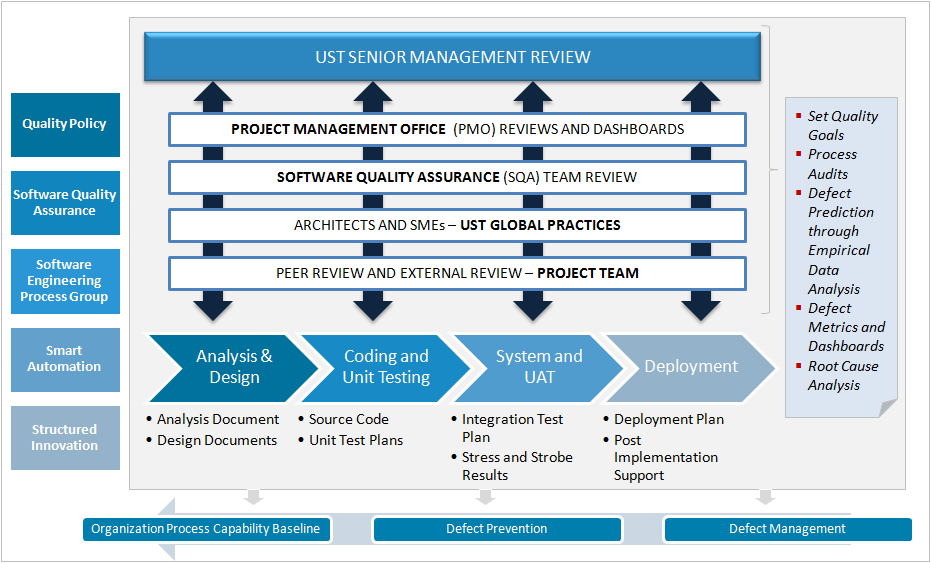 UST SENIOR MANAGEMENT REVIEW
Quality Policy
Software Quality
Assurance
Software
Engineering
Process Group
Smart
Automation
Structured
Innovation
PROJECT MANAGEMENT OFFICE (PMO) REVIEWS AND DASHBOARDS
SOFTWARE QUALITY ASSURANCE (SQA) TEAM REVIEW
ARCHITECTS AND SMEs – UST GLOBAL PRACTICES
PEER REVIEW AND EXTERNAL REVIEW – PROJECT TEAM
▪ Set Quality
Goals
▪ Process
Audits
▪ Defect
Prediction
through
Empirical
Data
Analysis
▪ Defect
Metrics and
Dashboards
▪ Root Cause
Analysis
Analysis &
Design
Coding and
Unit Testing
System and
UAT
Deployment
• Analysis Document
• Design Documents
• Source Code
• Unit Test Plans
• Integration Test
Plan
• Stress and Strobe
Results
• Deployment Plan
• Post
Implementation
Support
Organization Process Capability Baseline
Defect Prevention
Defect Management